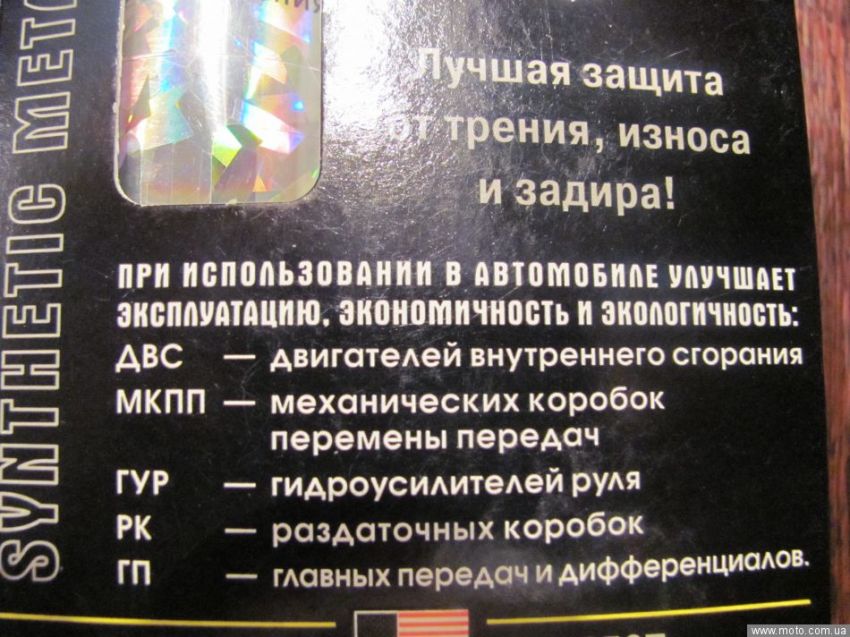 SYNTHETIC
Лучшая защита
от трения, износа
и задира!
ПРИ ИСПОЛЬЗОВАНИИ В АВТОМОБИЛЕ УЛУЧШАЕТ
ЭКСПЛУАТАЦИЮ, ЭКОНОМИЧНОСТЬ И ЭКОЛОГИЧНОСТЬ:
ДВС — двигателей внутреннего сгорания
МКПП — механических коробок
перемены передач
ГУР — гидроусилителей руля
РК — раздаточных коробок
ГП — главных передач и дифференциалов.
www.moto.com.ua